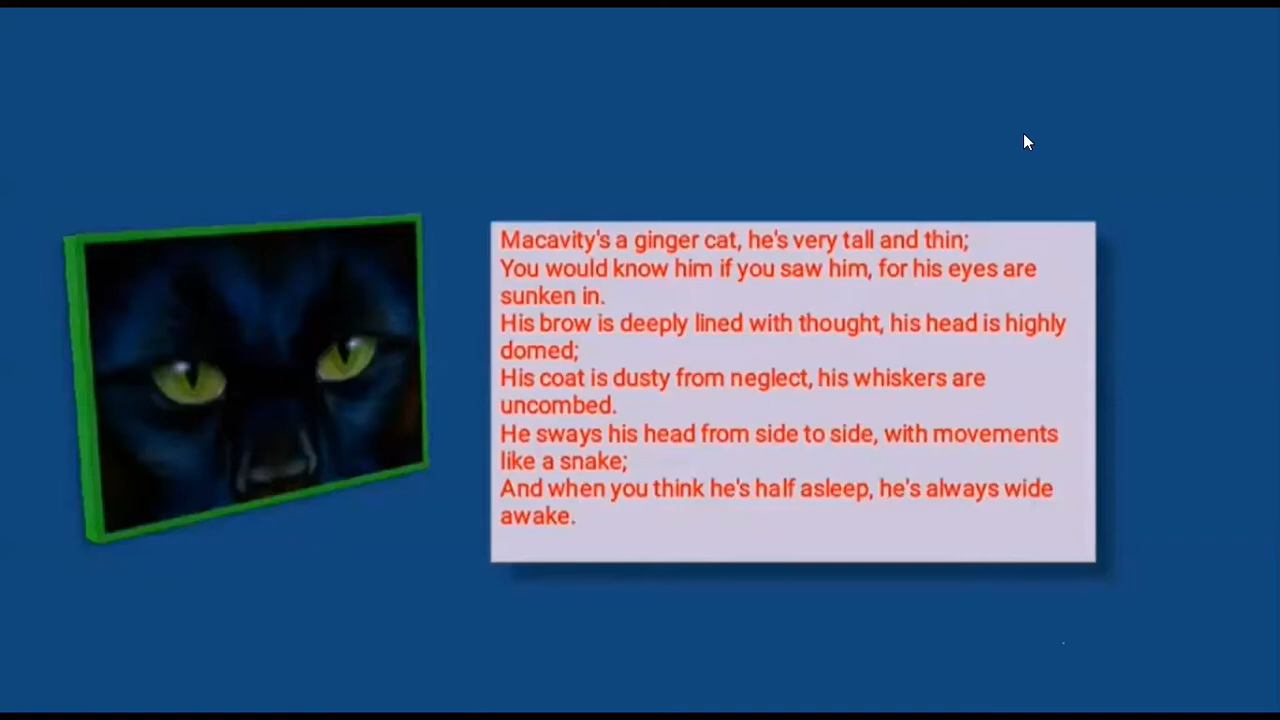 Macavity's a ginger cat, he's very tall and thin;
You would know him if you saw him, for his eyes are
sunken in.
His brow is deeply lined with thought, his head is highly
domed;
His coat is dusty from neglect, his whiskers are
uncombed.
He sways his head from side to side, with movements
like a snake;
And when you think he's half asleep, he's always wide
awake.